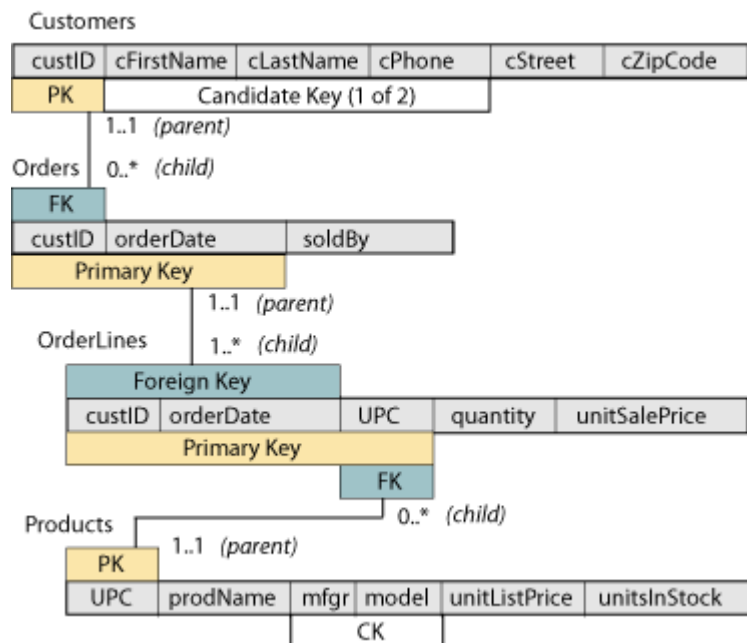 Customers
custID cFirstName cLastName cPhone cStreet cZipCode
PK Candidate Key (1 of 2)
1..1 (parent)
Orders 0..* (child)
FK
custID orderDate soldBy
Primary Key
1..1 (parent)
OrderLines 1..* (child)
Foreign Key
custID orderDate UPC quantity unitSalePrice
Primary Key
FK
Products 0..* (child)
1..1 (parent)
PK
UPC prodName mfgr model unitListPrice unitsInStock
CK